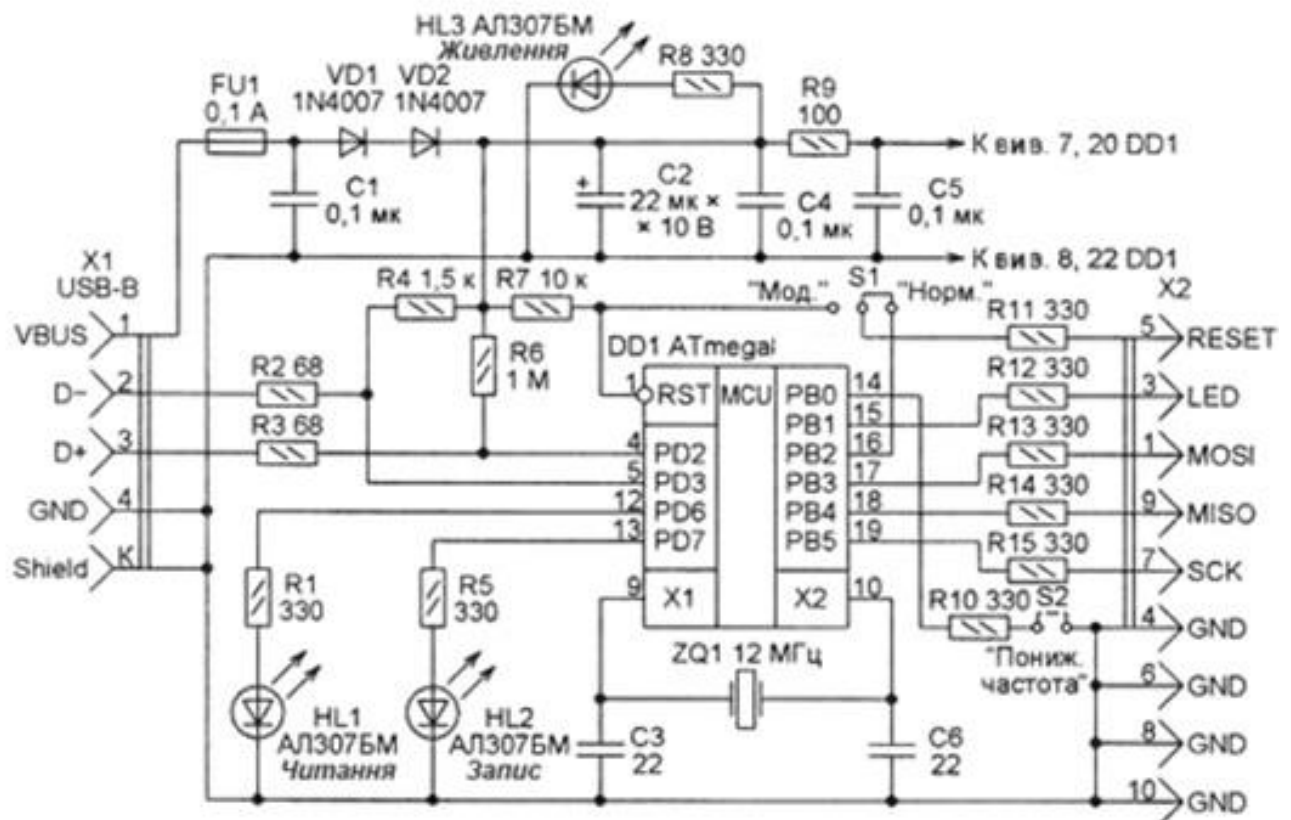 HL3 АЛ307БМ
Живлення
R8 330
FU1
0,1 А
VD1
1N4007
VD2
1N4007
R9
100
К вив. 7, 20 DD1
C1
0,1 мк
+
C2
22 мк ×
× 10 В
C4
0,1 мк
C5
0,1 мк
К вив. 8, 22 DD1
X1
USB-B
R4 1,5 к
R7 10 к
"Мод."
S1
"Норм."
X2
R11 330
VBUS
1
5
RESET
R6
1 М
DD1 ATmega8
R2 68
D−
2
1
RST
MCU
PB0
14
R12 330
3
LED
PB1
15
R3 68
D+
3
4
PD2
PB2
16
R13 330
1
MOSI
5
PD3
PB3
17
GND
4
12
PD6
PB4
18
R14 330
9
MISO
13
PD7
PB5
19
R15 330
Shield
K
7
SCK
R1
330
R5
330
9
X1
X2
10
R10 330
S2
4
GND
ZQ1 12 МГц
"Пониж.
частота"
6
GND
HL1
АЛ307БМ
Читання
HL2
АЛ307БМ
Запис
C3
22
C6
22
8
GND
10
GND